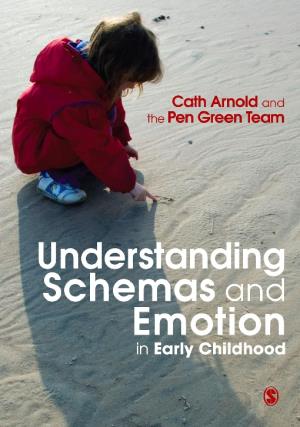 Cath Arnold and
the Pen Green Team
Understanding
Schemas and
Emotion
in Early Childhood
S